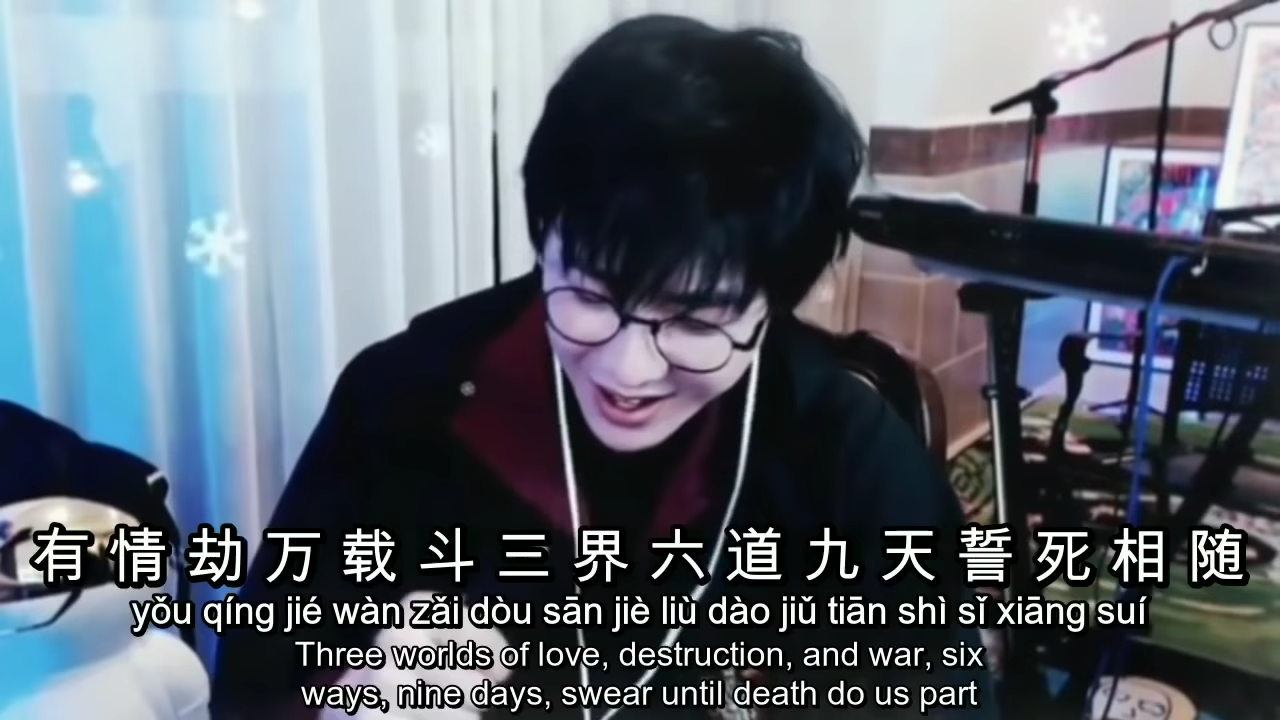 有情劫万载斗三界六道九天誓死相随
yǒu qíng jié wàn zǎi dòu sān jiè liù dào jiǔ tiān shì sǐ xiāng suí
Three worlds of love, destruction, and war, six
ways, nine days, swear until death do us part